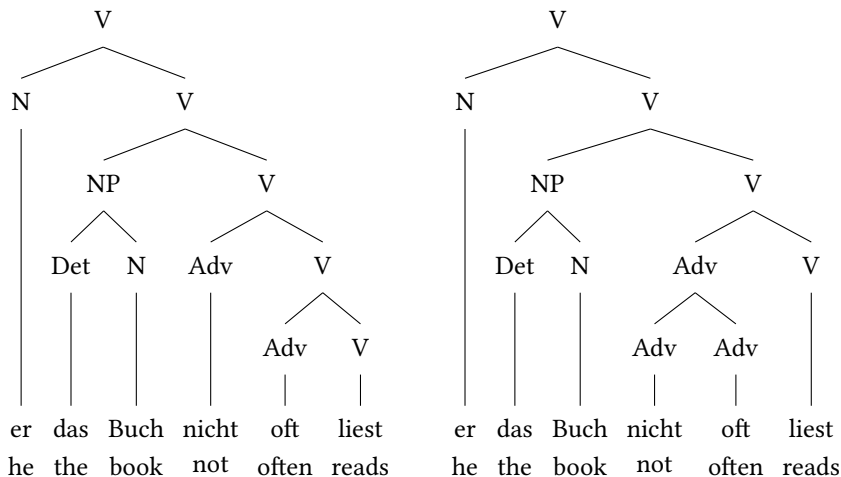 V V
N V N V
NP V NP V
Det N Adv V Det N Adv V
Adv V Adv Adv
er das Buch nicht oft liest er das Buch nicht oft liest
he the book not often reads he the book not often reads